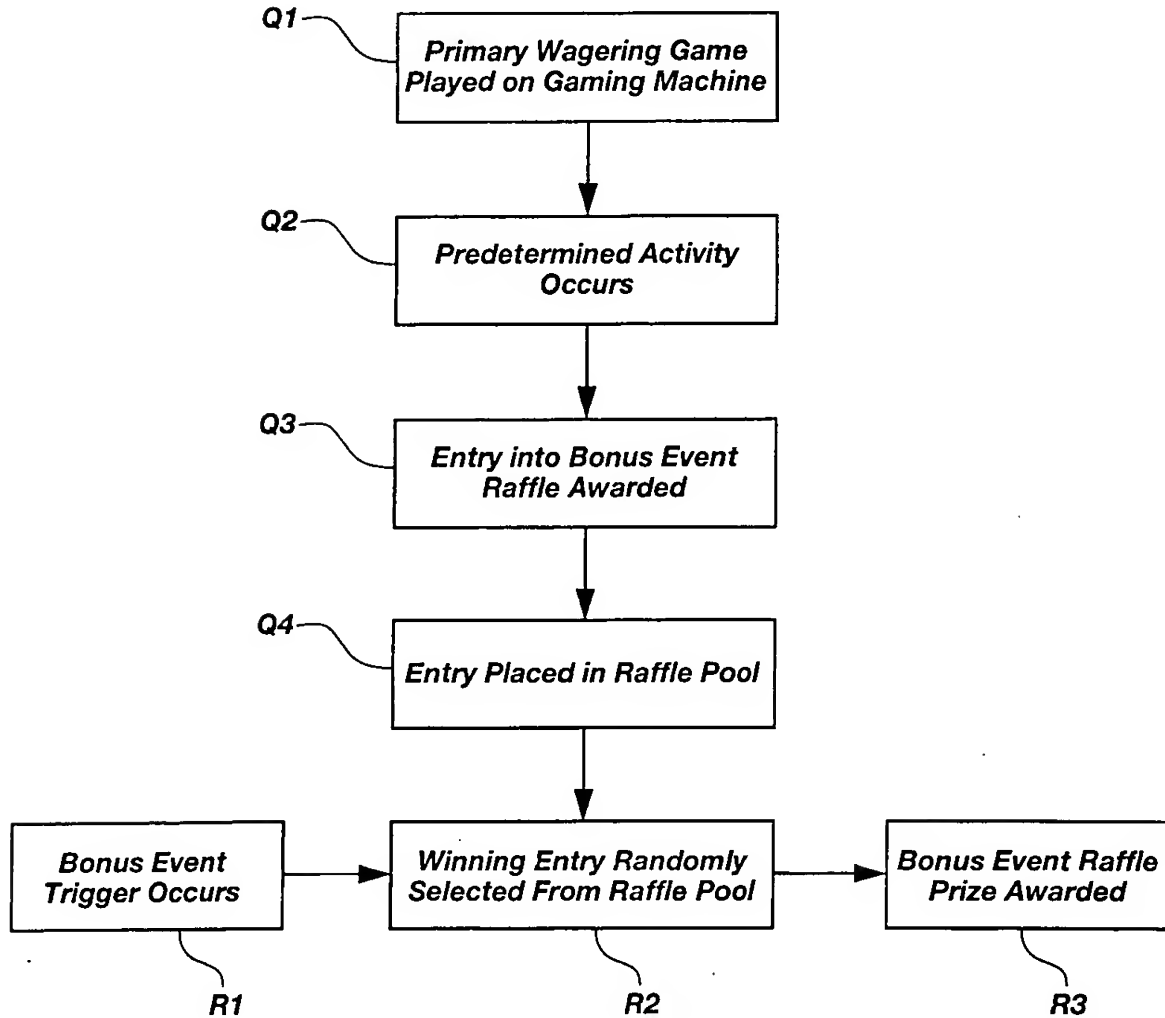 Q1
Primary Wagering Game
Played on Gaming Machine
Q2
Predetermined Activity
Occurs
Q3
Entry into Bonus Event
Raffle Awarded
Q4
Entry Placed in Raffle Pool
Bonus Event
Trigger Occurs
Winning Entry Randomly
Selected From Raffle Pool
Bonus Event Raffle
Prize Awarded
R1
R2
R3